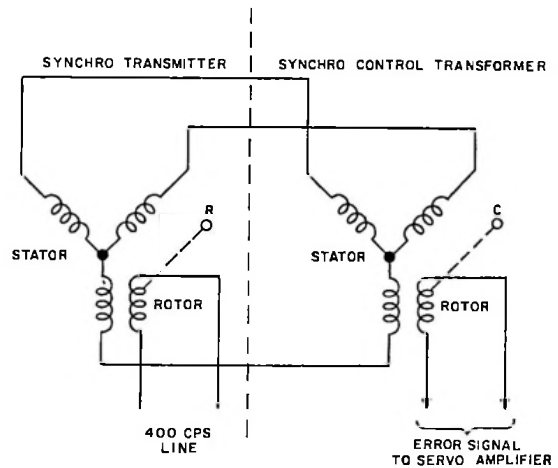 SYNCHRO TRANSMITTER
SYNCHRO CONTROL TRANSFORMER
R
C
STATOR
STATOR
ROTOR
ROTOR
400 CPS
LINE
ERROR SIGNAL
TO SERVO AMPLIFIER